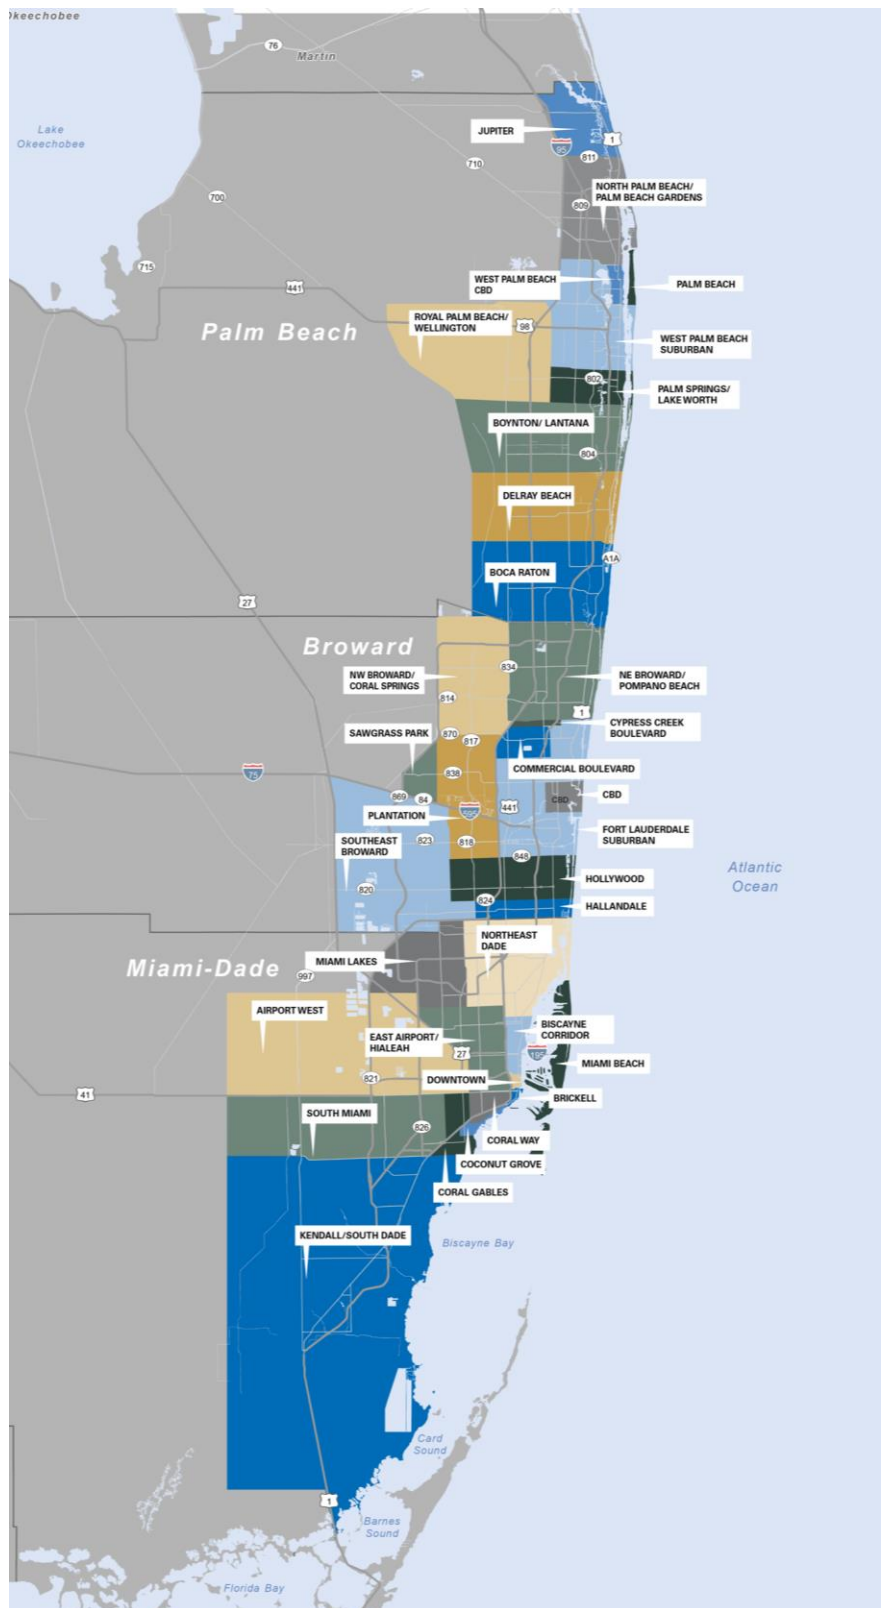 Okeechobee
76
Martin
Lake
Okeechobee
JUPITER
1
95
811
710
NORTH PALM BEACH/
PALM BEACH GARDENS
700
809
715
441
WEST PALM BEACH
CBD
PALM BEACH
ROYAL PALM BEACH/
WELLINGTON
98
Palm Beach
WEST PALM BEACH
SUBURBAN
802
PALM SPRINGS/
LAKE WORTH
BOYNTON/ LANTANA
804
DELRAY BEACH
A1A
BOCA RATON
27
Broward
834
NW BROWARD/
CORAL SPRINGS
NE BROWARD/
POMPANO BEACH
814
1
CYPRESS CREEK
BOULEVARD
SAWGRASS PARK
870
817
75
838
COMMERCIAL BOULEVARD
869
84
CBD
CBD
441
PLANTATION
595
FORT LAUDERDALE
SUBURBAN
SOUTHEAST
BROWARD
823
818
848
Atlantic
Ocean
HOLLYWOOD
820
824
HALLANDALE
NORTHEAST
DADE
MIAMI LAKES
Miami-Dade
997
AIRPORT WEST
BISCAYNE
CORRIDOR
EAST AIRPORT/
HIALEAH
27
195
MIAMI BEACH
821
DOWNTOWN
41
BRICKELL
SOUTH MIAMI
826
CORAL WAY
COCONUT GROVE
CORAL GABLES
KENDALL/SOUTH DADE
Biscayne Bay
Card
Sound
1
Barnes
Sound
Florida Bay